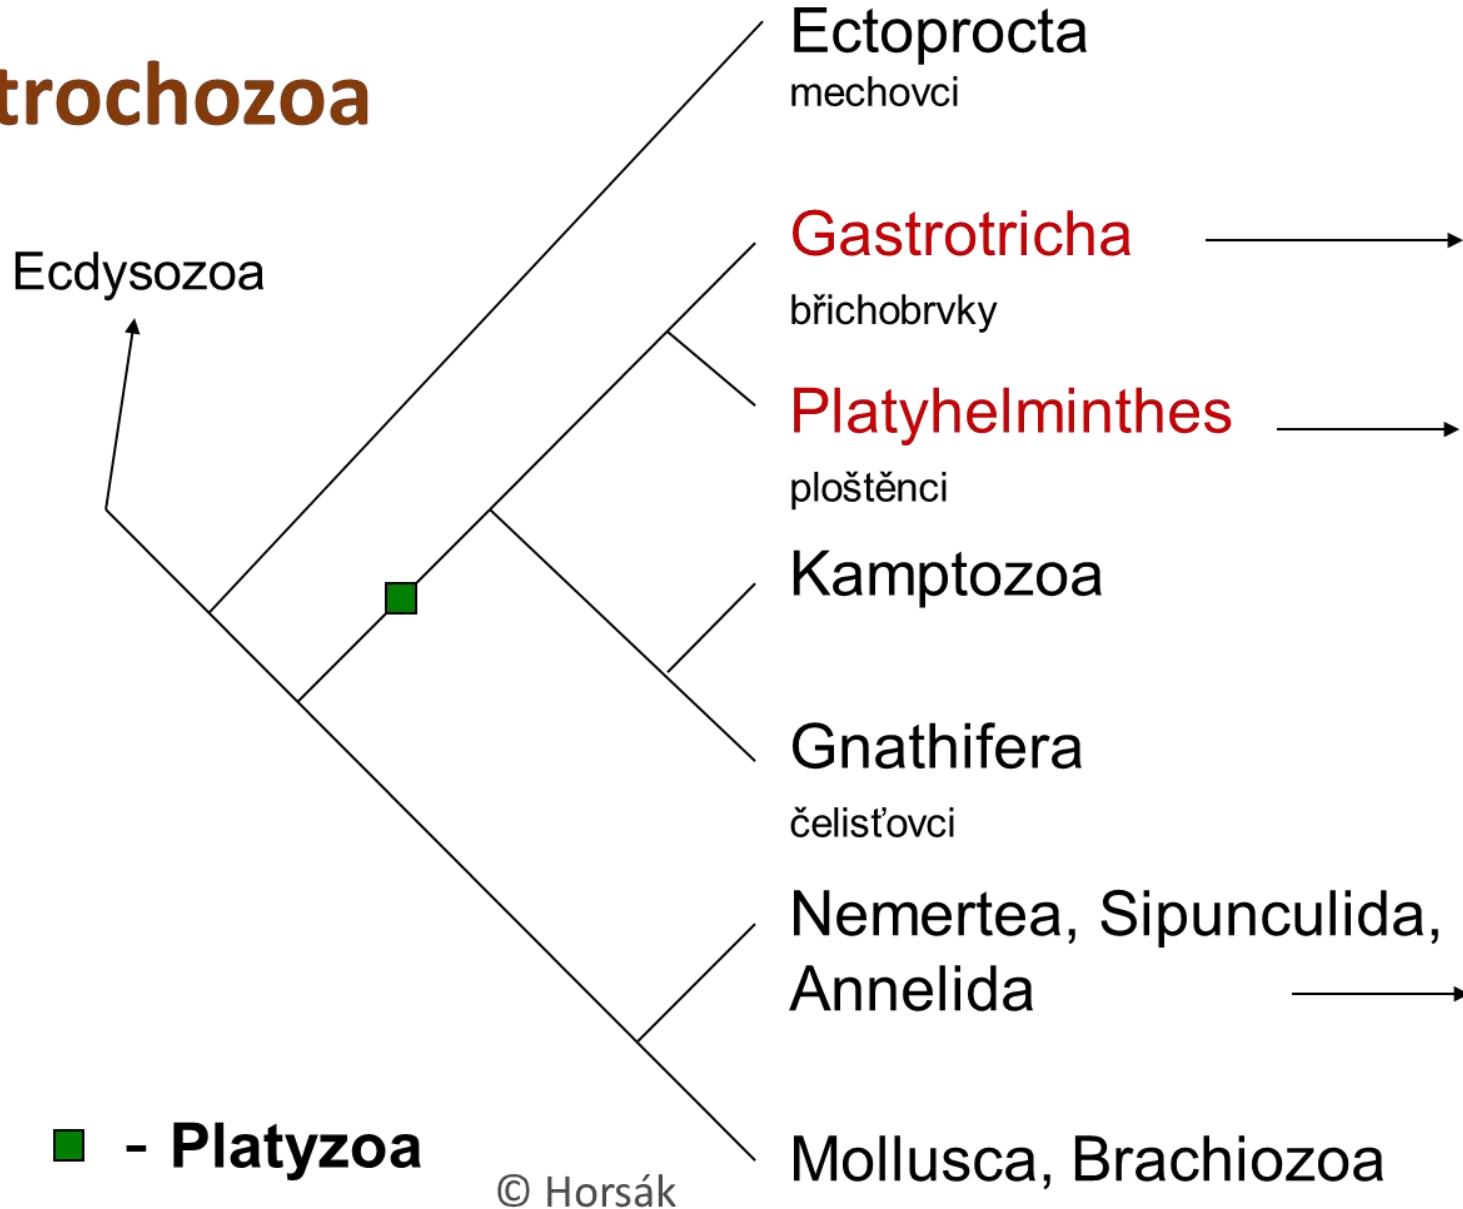 Ectoprocta
mechovci
trochozoa
Gastrotricha
Ecdysozoa
břichobrvky
Platyhelminthes
ploštěnci
Kamptozoa
Gnathifera
čelisťovci
Nemertea, Sipunculida,
Annelida
- Platyzoa
Mollusca, Brachiozoa
© Horsák